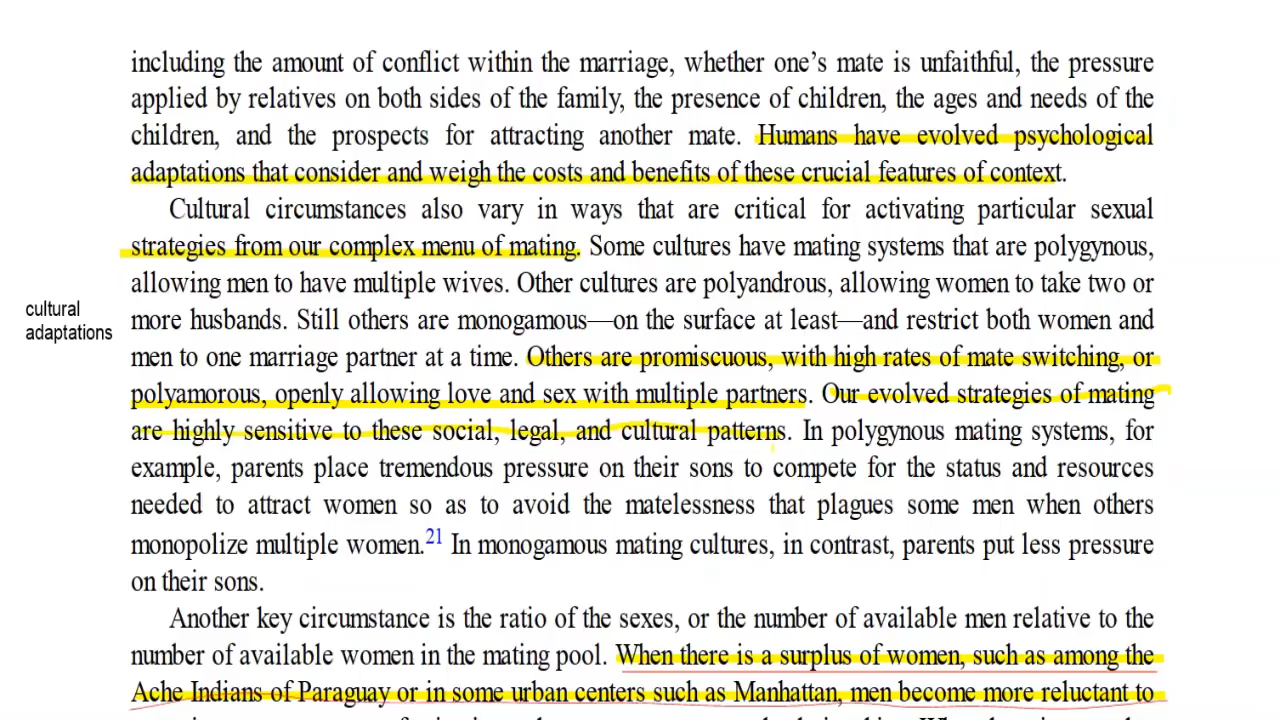 including the amount of conflict within the marriage, whether one’s mate is unfaithful, the pressure
applied by relatives on both sides of the family, the presence of children, the ages and needs of the
children, and the prospects for attracting another mate. Humans have evolved psychological
adaptations that consider and weigh the costs and benefits of these crucial features of context.
Cultural circumstances also vary in ways that are critical for activating particular sexual
strategies from our complex menu of mating. Some cultures have mating systems that are polygynous,
allowing men to have multiple wives. Other cultures are polyandrous, allowing women to take two or
cultural
adaptations
more husbands. Still others are monogamous—on the surface at least—and restrict both women and
men to one marriage partner at a time. Others are promiscuous, with high rates of mate switching, or
polyamorous, openly allowing love and sex with multiple partners. Our evolved strategies of mating
are highly sensitive to these social, legal, and cultural patterns. In polygynous mating systems, for
example, parents place tremendous pressure on their sons to compete for the status and resources
needed to attract women so as to avoid the matelessness that plagues some men when others
monopolize multiple women.21 In monogamous mating cultures, in contrast, parents put less pressure
on their sons.
Another key circumstance is the ratio of the sexes, or the number of available men relative to the
number of available women in the mating pool. When there is a surplus of women, such as among the
Ache Indians of Paraguay or in some urban centers such as Manhattan, men become more reluctant to